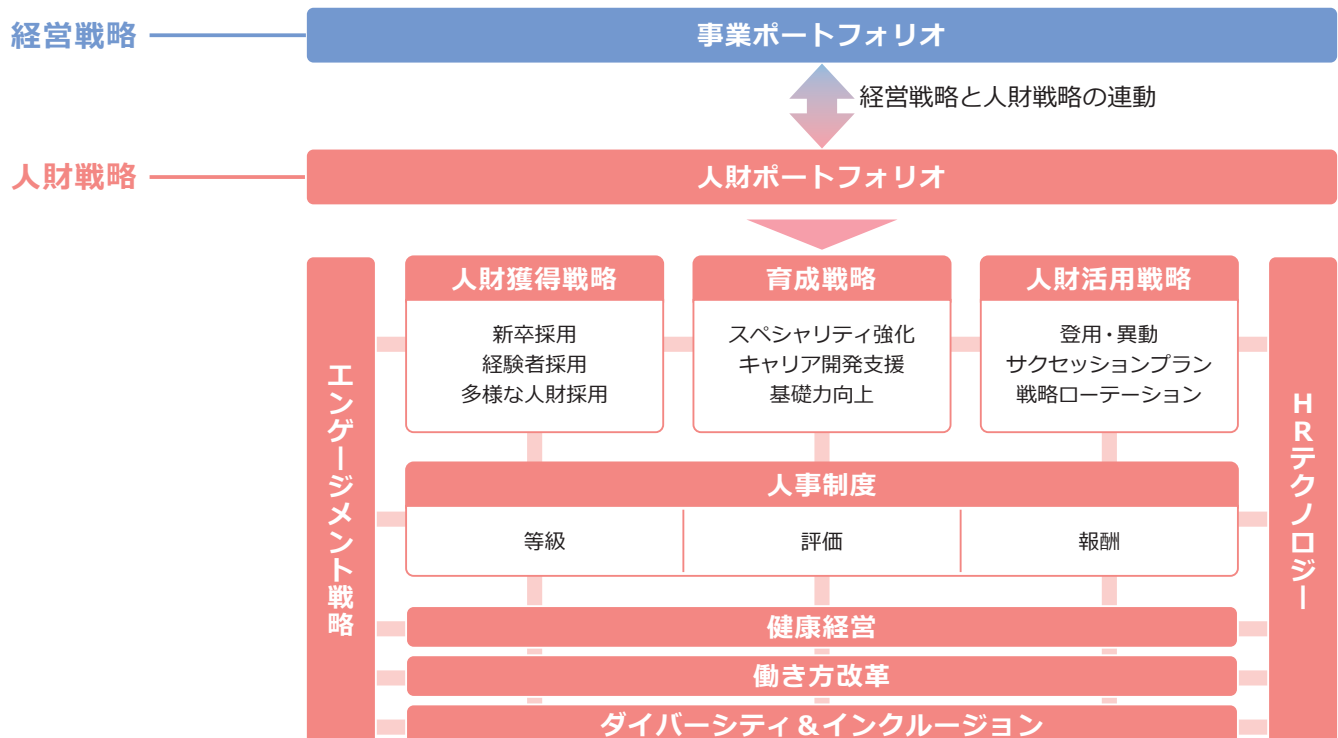 経営戦略
事業ポートフォリオ
経営戦略と人財戦略の連動
人財戦略
人財ポートフォリオ
エンゲージメント戦略
人財獲得戦略
新卒採用
経験者採用
多様な人財採用
育成戦略
スペシャリティ強化
キャリア開発支援
基礎力向上
人財活用戦略
登用・異動
サクセッションプラン
戦略ローテーション
人事制度
等級
評価
報酬
健康経営
働き方改革
ダイバーシティ&インクルージョン
HRテクノロジー